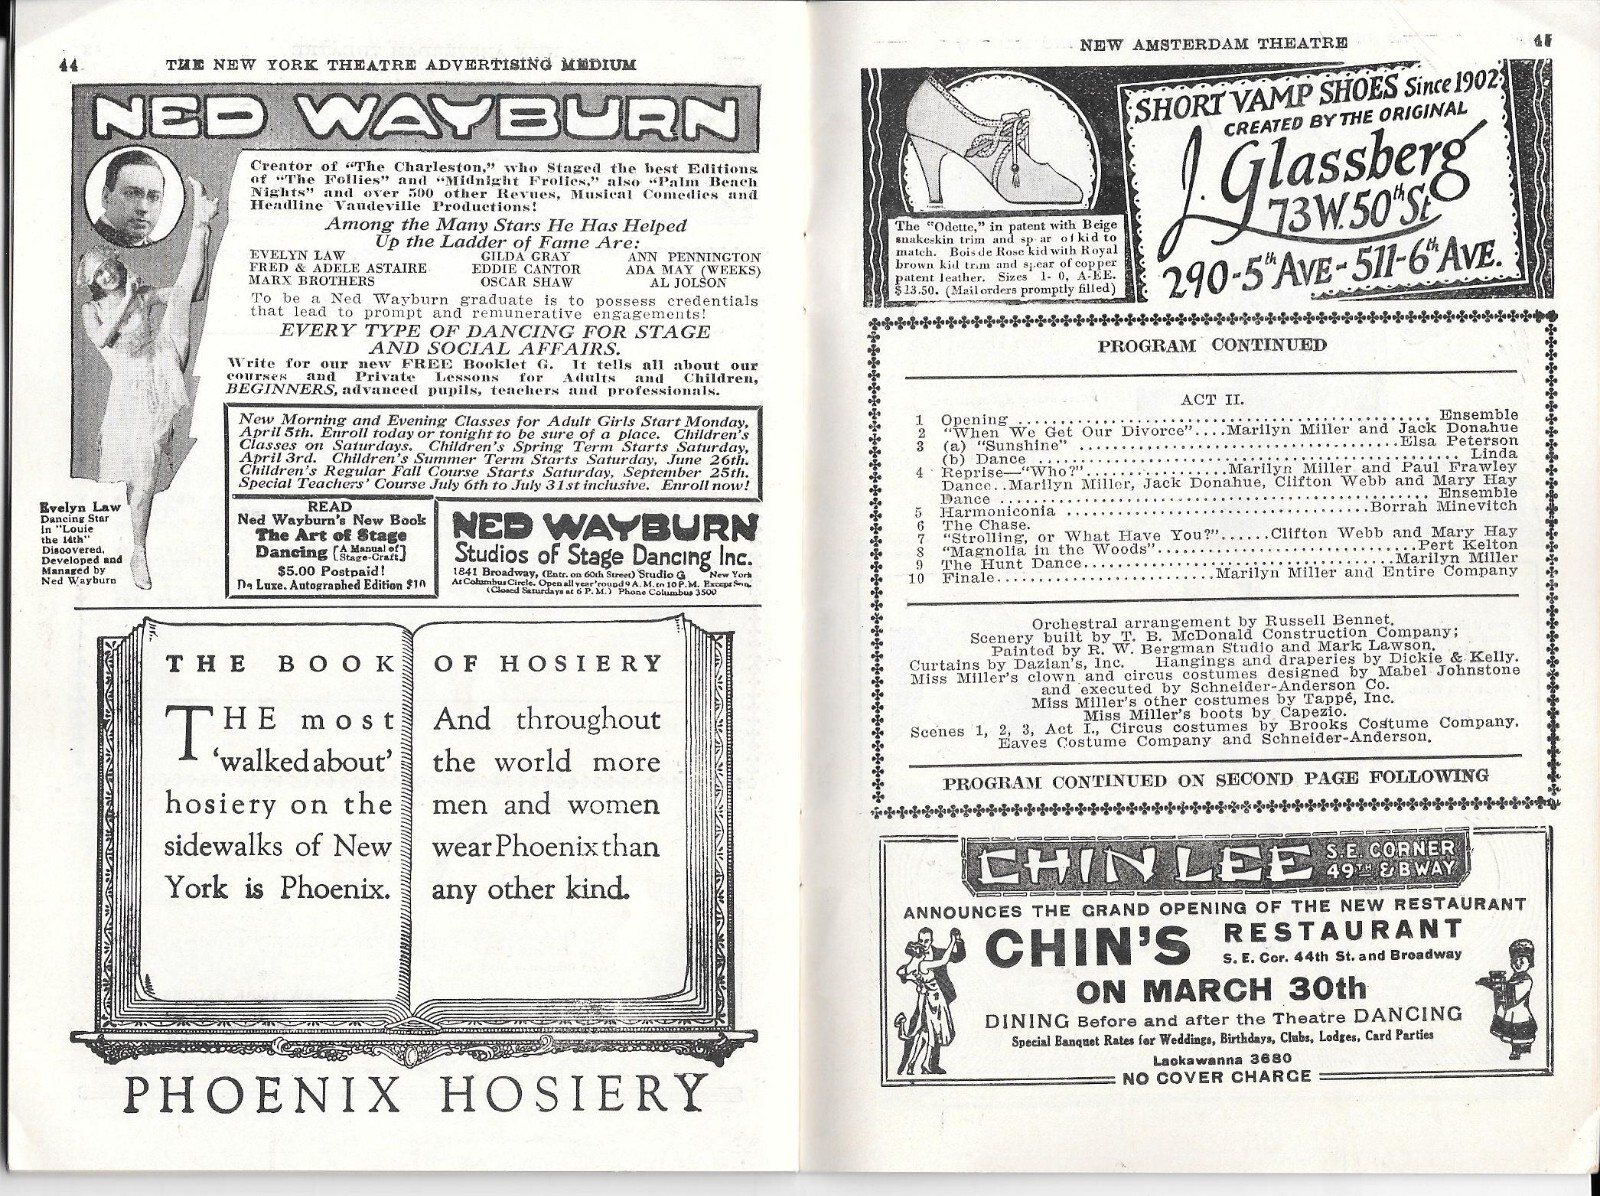 44
THE NEW YORK THEATRE ADVERTISING MEDIUM
NED WAYBURN
Creator of "The Charleston," who Staged the best Editions
of "The Follies" and "Midnight Frolics," also "Palm Beach
Nights" and over 500 other Revues, Musical Comedies and
Headline Vaudeville Productions!
Among the Many Stars He Has Helped
Up the Ladder of Fame Are:
EVELYN LAW GILDA GRAY ANN PENNINGTON
FRED & ADELE ASTAIRE EDDIE CANTOR ADA MAY (WEEKS)
MARX BROTHERS OSCAR SHAW AL JOLSON
To be a Ned Wayburn graduate is to possess credentials
that lead to prompt and remunerative engagements!
EVERY TYPE OF DANCING FOR STAGE
AND SOCIAL AFFAIRS.
Write for our new FREE Booklet G. It tells all about our
courses and Private Lessons for Adults and Children,
BEGINNERS, advanced pupils, teachers and professionals.
New Morning and Evening Classes for Adult Girls Start Monday,
April 5th. Enroll today or tonight to be sure of a place. Children's
Classes on Saturdays. Children's Spring Term Starts Saturday,
April 3rd. Children's Summer Term Starts Saturday, June 26th.
Children's Regular Fall Course Starts Saturday, September 25th.
Special Teachers' Course July 6th to July 31st inclusive. Enroll now!
Evelyn Law
Dancing Star
in "Louie
the 14th"
Discovered,
Developed and
Managed by
Ned Wayburn
READ
Ned Wayburn's New Book
The Art of Stage
Dancing [A Manual of Stage-Craft]
$5.00 Postpaid!
De Luxe. Autographed Edition $10
NED WAYBURN
Studios of Stage Dancing Inc.
1841 Broadway, (Entr. on 60th Street) Studio G New York
At Columbus Circle. Open all year 'round 9 A.M. to 10 P.M. Except Sun.
(Closed Saturdays at 6 P.M.) Phone Columbus 3500
THE BOOK
THE most
'walked about'
hosiery on the
sidewalks of New
York is Phoenix.
OF HOSIERY
And throughout
the world more
men and women
wear Phoenix than
any other kind.
PHOENIX HOSIERY
NEW AMSTERDAM THEATRE
45
SHORT VAMP SHOES Since 1902
CREATED BY THE ORIGINAL
J. Glassberg
73 W. 50th St
290-5th AVE-511-6th AVE.
The "Odette," in patent with Beige
snakeskin trim and spear of kid to
match. Bois de Rose kid with Royal
brown kid trim and spear of copper
patent leather. Sizes 1- 0, A-EE.
$13.50. (Mail orders promptly filled)
PROGRAM CONTINUED
ACT II.
1 Opening........Ensemble
2 "When We Get Our Divorce"....Marilyn Miller and Jack Donahue
3 (a) "Sunshine"........Elsa Peterson
(b) Dance........Linda
4 Reprise—"Who?"........Marilyn Miller and Paul Frawley
Dance..Marilyn Miller, Jack Donahue, Clifton Webb and Mary Hay
Dance........Ensemble
5 Harmoniconia........Borrah Minevitch
6 The Chase.
7 "Strolling, or What Have You?"......Clifton Webb and Mary Hay
8 "Magnolia in the Woods"........Pert Kelton
9 The Hunt Dance........Marilyn Miller
10 Finale........Marilyn Miller and Entire Company
Orchestral arrangement by Russell Bennet.
Scenery built by T. B. McDonald Construction Company;
Painted by R. W. Bergman Studio and Mark Lawson.
Curtains by Dazian's, Inc. Hangings and draperies by Dickie & Kelly.
Miss Miller's clown and circus costumes designed by Mabel Johnstone
and executed by Schneider-Anderson Co.
Miss Miller's other costumes by Tappé, Inc.
Miss Miller's boots by Capezio.
Scenes 1, 2, 3, Act I., Circus costumes by Brooks Costume Company.
Eaves Costume Company and Schneider-Anderson.
PROGRAM CONTINUED ON SECOND PAGE FOLLOWING
CHIN LEE S.E. CORNER
49TH & BWAY
ANNOUNCES THE GRAND OPENING OF THE NEW RESTAURANT
CHIN'S RESTAURANT
S. E. Cor. 44th St. and Broadway
ON MARCH 30th
DINING Before and after the Theatre DANCING
Special Banquet Rates for Weddings, Birthdays, Clubs, Lodges, Card Parties
Lackawanna 3680
NO COVER CHARGE